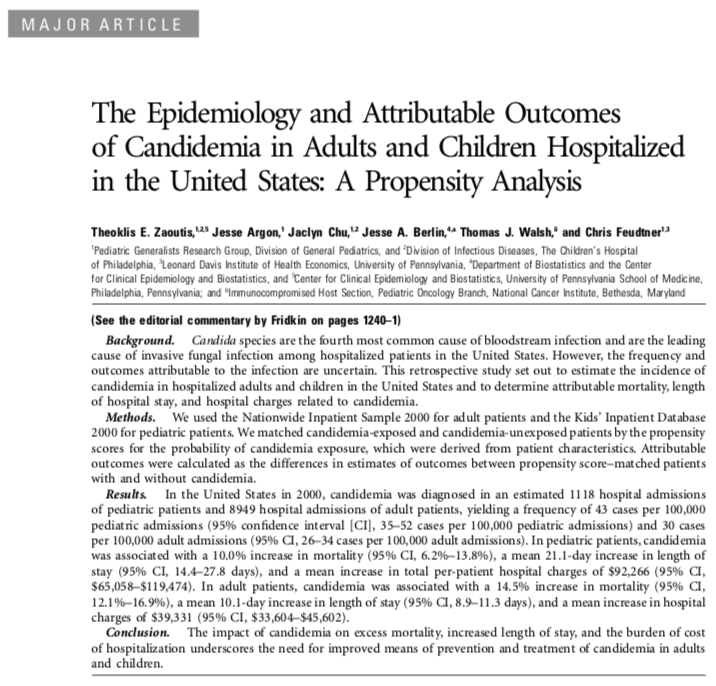 MAJOR ARTICLE
The Epidemiology and Attributable Outcomes
of Candidemia in Adults and Children Hospitalized
in the United States: A Propensity Analysis
Theoklis E. Zaoutis,1,2,5 Jesse Argon,1 Jaclyn Chu,1,2 Jesse A. Berlin,4,a Thomas J. Walsh,6 and Chris Feudtner1,3
1Pediatric Generalists Research Group, Division of General Pediatrics, and 2Division of Infectious Diseases, The Children's Hospital
of Philadelphia, 3Leonard Davis Institute of Health Economics, University of Pennsylvania, 4Department of Biostatistics and the Center
for Clinical Epidemiology and Biostatistics, and 5Center for Clinical Epidemiology and Biostatistics, University of Pennsylvania School of Medicine,
Philadelphia, Pennsylvania; and 6Immunocompromised Host Section, Pediatric Oncology Branch, National Cancer Institute, Bethesda, Maryland
(See the editorial commentary by Fridkin on pages 1240–1)
Background. Candida species are the fourth most common cause of bloodstream infection and are the leading
cause of invasive fungal infection among hospitalized patients in the United States. However, the frequency and
outcomes attributable to the infection are uncertain. This retrospective study set out to estimate the incidence of
candidemia in hospitalized adults and children in the United States and to determine attributable mortality, length
of hospital stay, and hospital charges related to candidemia.
Methods. We used the Nationwide Inpatient Sample 2000 for adult patients and the Kids' Inpatient Database
2000 for pediatric patients. We matched candidemia-exposed and candidemia-unexposed patients by the propensity
scores for the probability of candidemia exposure, which were derived from patient characteristics. Attributable
outcomes were calculated as the differences in estimates of outcomes between propensity score–matched patients
with and without candidemia.
Results. In the United States in 2000, candidemia was diagnosed in an estimated 1118 hospital admissions
of pediatric patients and 8949 hospital admissions of adult patients, yielding a frequency of 43 cases per 100,000
pediatric admissions (95% confidence interval [CI], 35–52 cases per 100,000 pediatric admissions) and 30 cases
per 100,000 adult admissions (95% CI, 26–34 cases per 100,000 adult admissions). In pediatric patients, candidemia
was associated with a 10.0% increase in mortality (95% CI, 6.2%–13.8%), a mean 21.1-day increase in length of
stay (95% CI, 14.4–27.8 days), and a mean increase in total per-patient hospital charges of $92,266 (95% CI,
$65,058–$119,474). In adult patients, candidemia was associated with a 14.5% increase in mortality (95% CI,
12.1%–16.9%), a mean 10.1-day increase in length of stay (95% CI, 8.9–11.3 days), and a mean increase in hospital
charges of $39,331 (95% CI, $33,604–$45,602).
Conclusion. The impact of candidemia on excess mortality, increased length of stay, and the burden of cost
of hospitalization underscores the need for improved means of prevention and treatment of candidemia in adults
and children.